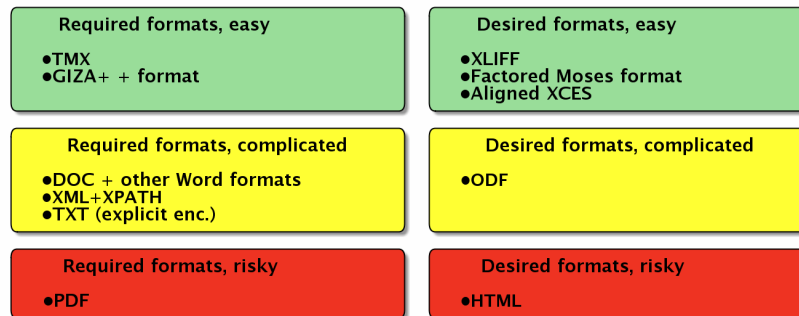 Required formats, easy
●TMX
●GIZA+ + format
Desired formats, easy
●XLIFF
●Factored Moses format
●Aligned XCES
Required formats, complicated
●DOC + other Word formats
●XML+XPATH
●TXT (explicit enc.)
Desired formats, complicated
●ODF
Required formats, risky
●PDF
Desired formats, risky
●HTML